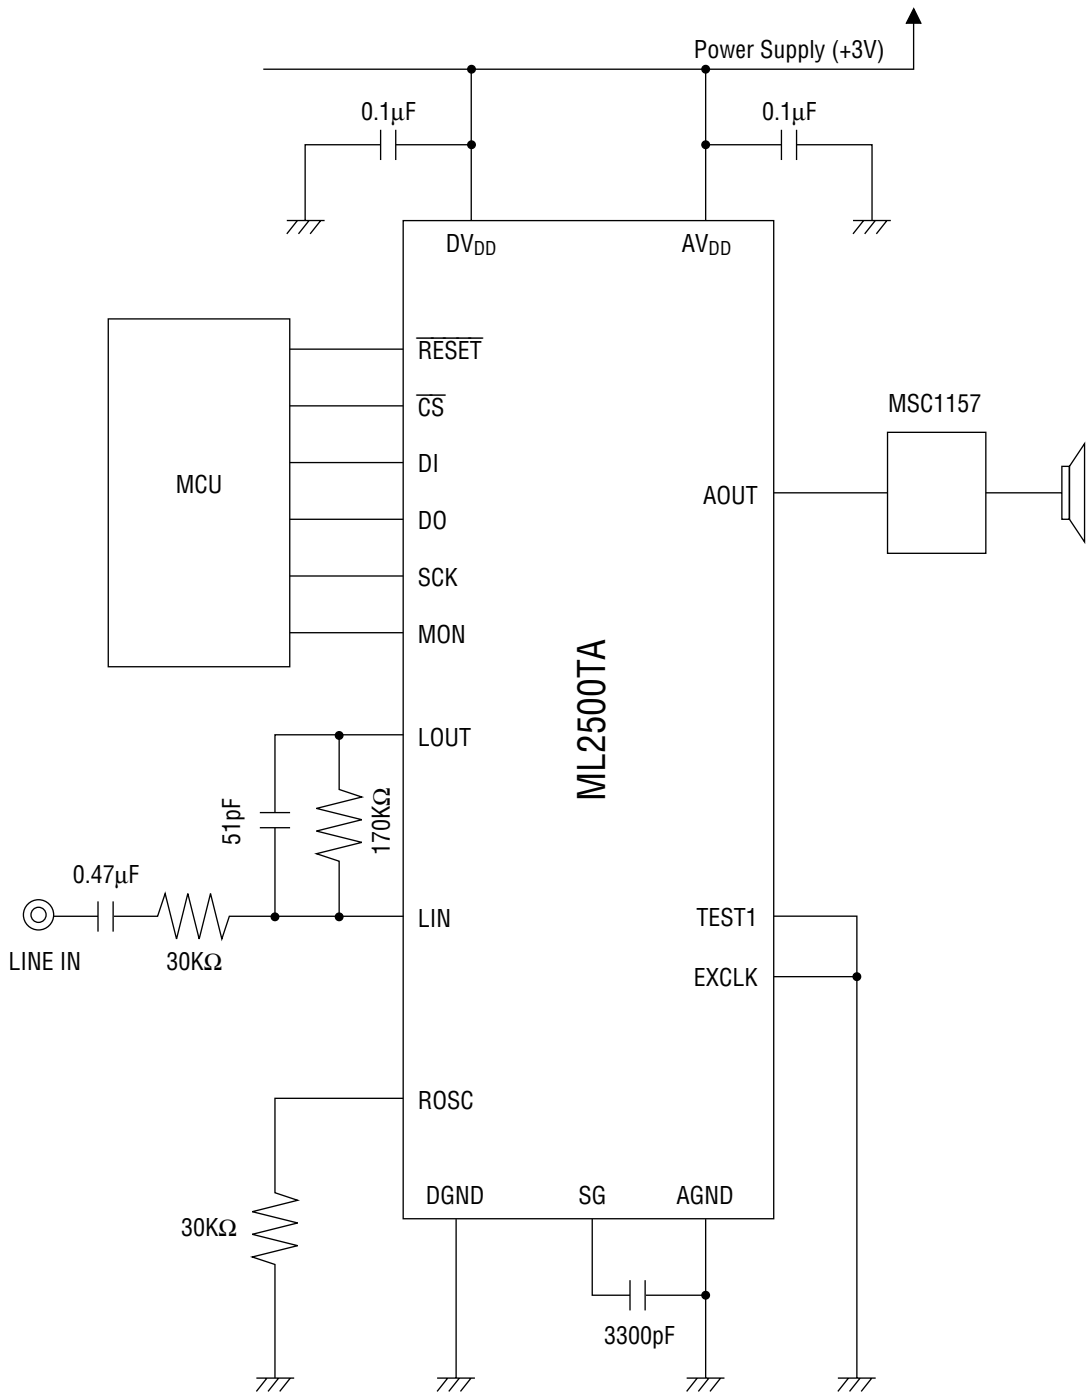 Power Supply (+3V)
0.1μF
0.1μF
DVDD
AVDD
RESET
CS
DI
DO
SCK
MON
MCU
MSC1157
AOUT
ML2500TA
LOUT
51pF
170KΩ
0.47μF
LINE IN
30KΩ
LIN
TEST1
EXCLK
ROSC
30KΩ
DGND
SG
AGND
3300pF